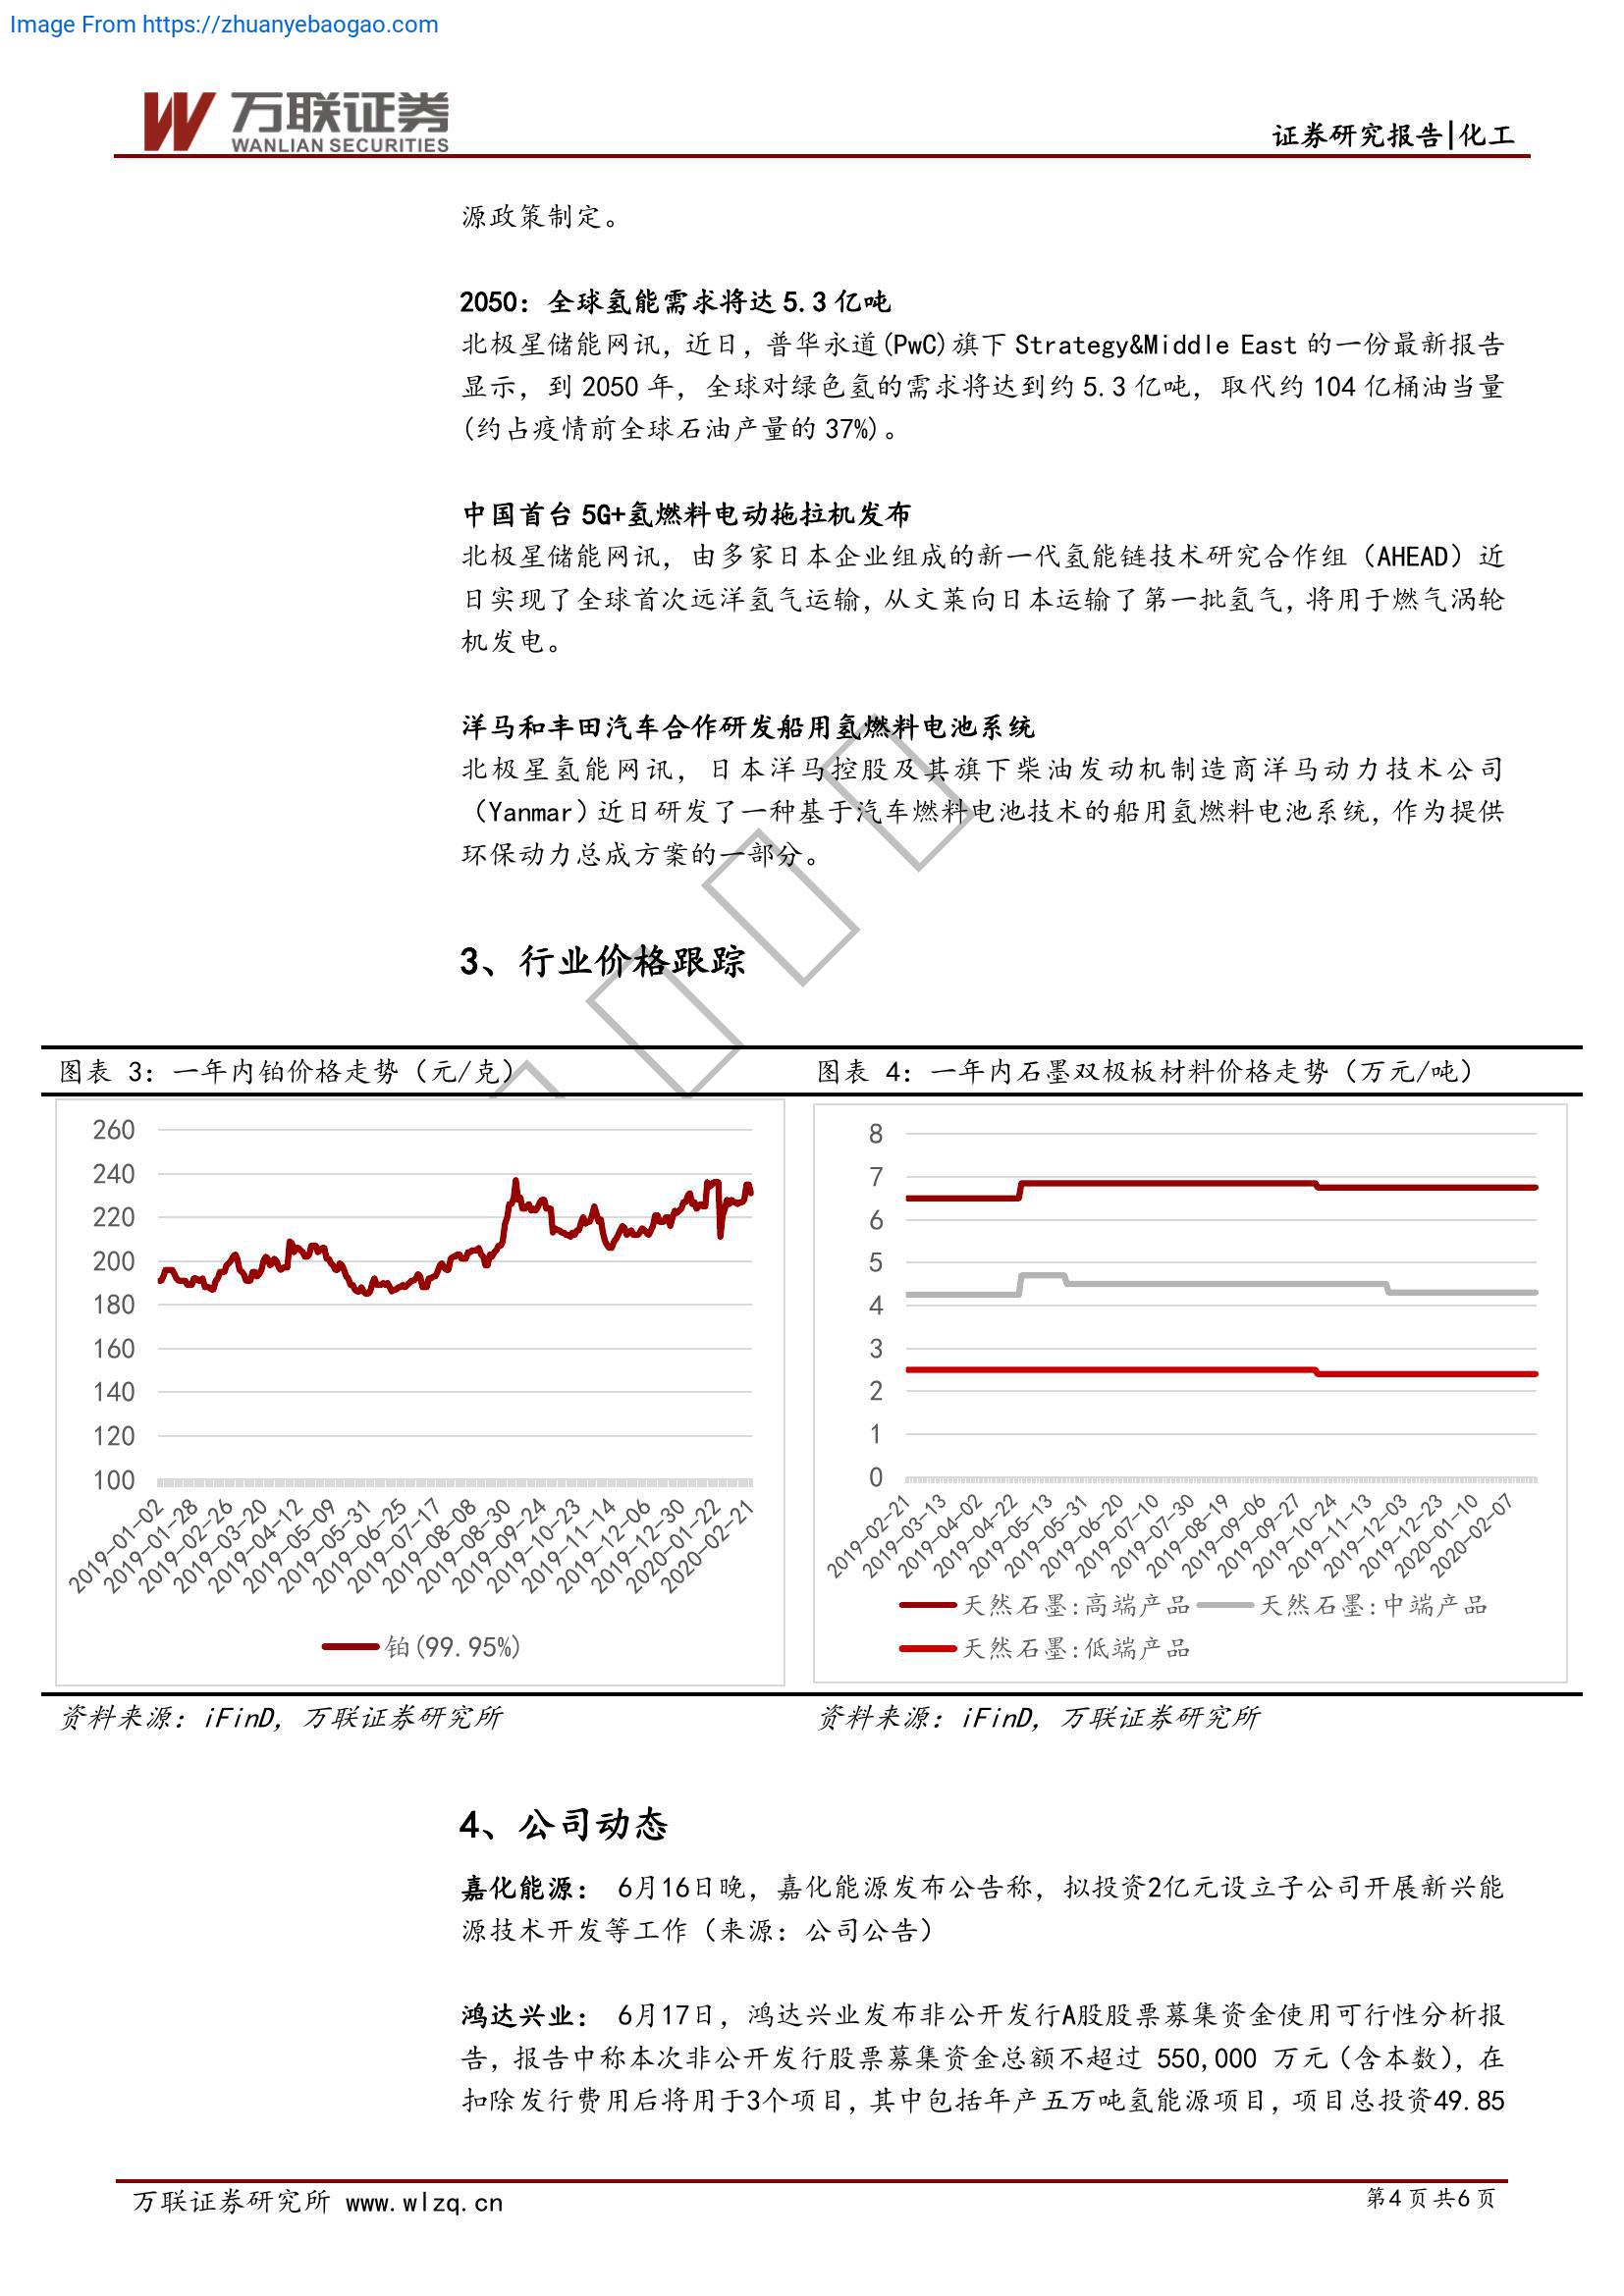 Image From https://zhuanyebaogao.com
万联证券
WANLIAN SECURITIES
证券研究报告|化工
源政策制定。
2050：全球氢能需求将达 5.3 亿吨
北极星储能网讯, 近日, 普华永道(PwC)旗下 Strategy&Middle East 的一份最新报告
显示, 到 2050 年, 全球对绿色氢的需求将达到约 5.3 亿吨, 取代约 104 亿桶油当量
(约占疫情前全球石油产量的 37%)。
中国首台 5G+氢燃料电动拖拉机发布
北极星储能网讯, 由多家日本企业组成的新一代氢能链技术研究合作组（AHEAD）近
日实现了全球首次远洋氢气运输, 从文莱向日本运输了第一批氢气, 将用于燃气涡轮
机发电。
洋马和丰田汽车合作研发船用氢燃料电池系统
北极星氢能网讯, 日本洋马控股及其旗下柴油发动机制造商洋马动力技术公司
（Yanmar）近日研发了一种基于汽车燃料电池技术的船用氢燃料电池系统, 作为提供
环保动力总成方案的一部分。
3、行业价格跟踪
图表 3：一年内铂价格走势（元/克）
260
240
220
200
180
160
140
120
100
2019-01-02
2019-01-28
2019-02-26
2019-03-20
2019-04-12
2019-05-09
2019-05-31
2019-06-25
2019-07-17
2019-08-08
2019-08-30
2019-09-24
2019-10-23
2019-11-14
2019-12-06
2019-12-30
2020-01-22
2020-02-21
铂(99.95%)
资料来源：iFinD, 万联证券研究所
图表 4：一年内石墨双极板材料价格走势（万元/吨）
8
7
6
5
4
3
2
1
0
2019-02-21
2019-03-13
2019-04-02
2019-04-22
2019-05-13
2019-05-31
2019-06-20
2019-07-10
2019-07-30
2019-08-19
2019-09-06
2019-09-27
2019-10-24
2019-11-13
2019-12-03
2019-12-23
2020-01-10
2020-02-07
天然石墨:高端产品 天然石墨:中端产品
天然石墨:低端产品
资料来源：iFinD, 万联证券研究所
4、公司动态
嘉化能源： 6月16日晚, 嘉化能源发布公告称, 拟投资2亿元设立子公司开展新兴能
源技术开发等工作（来源：公司公告）
鸿达兴业： 6月17日, 鸿达兴业发布非公开发行A股股票募集资金使用可行性分析报
告, 报告中称本次非公开发行股票募集资金总额不超过 550,000 万元（含本数）, 在
扣除发行费用后将用于3个项目, 其中包括年产五万吨氢能源项目, 项目总投资49.85
万联证券研究所 www.wlzq.cn
第4页共6页